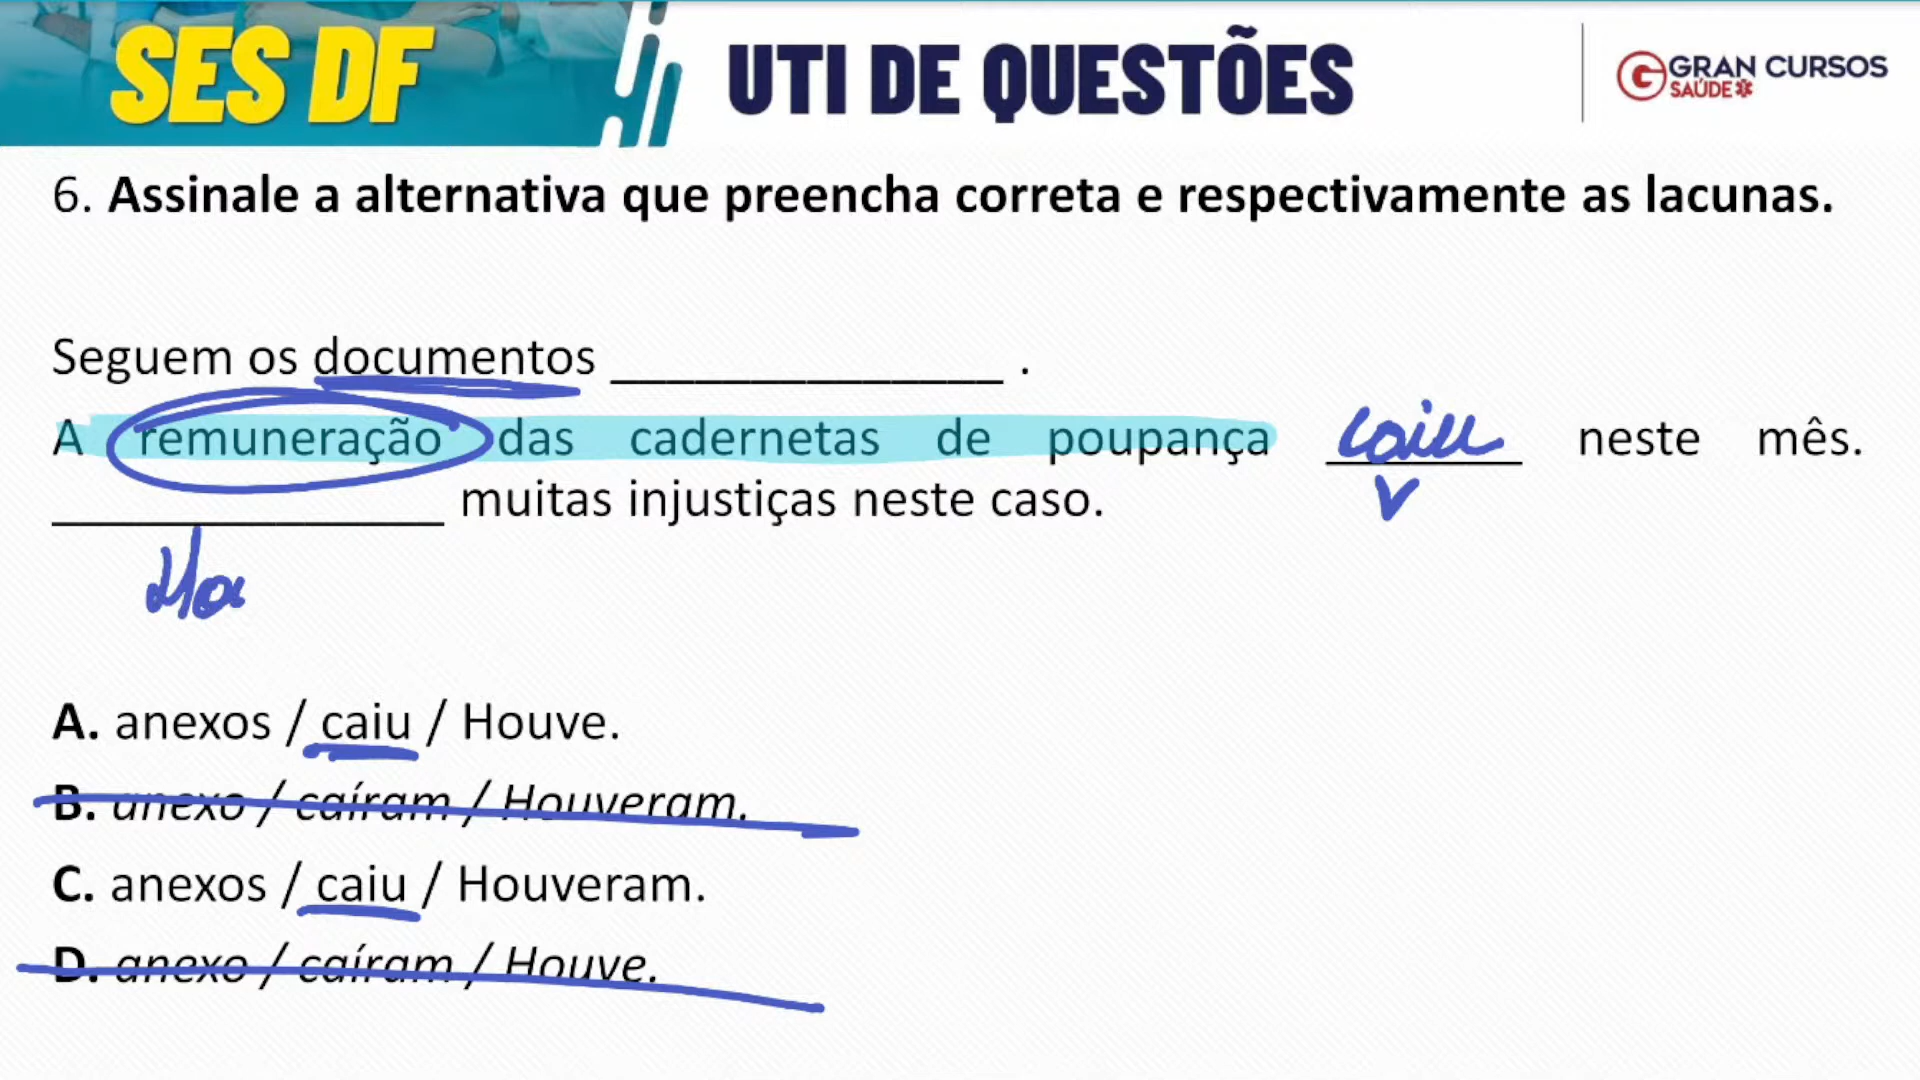 SES DF
UTI DE QUESTÕES
GRAN CURSOS
SAÚDE
6. Assinale a alternativa que preencha correta e respectivamente as lacunas.
Seguem os documentos ______________ .
A remuneração das cadernetas de poupança caiu neste mês.
______________ muitas injustiças neste caso.
A. anexos / caiu / Houve.
B. anexo / caíram / Houveram.
C. anexos / caiu / Houveram.
D. anexo / caíram / Houve.